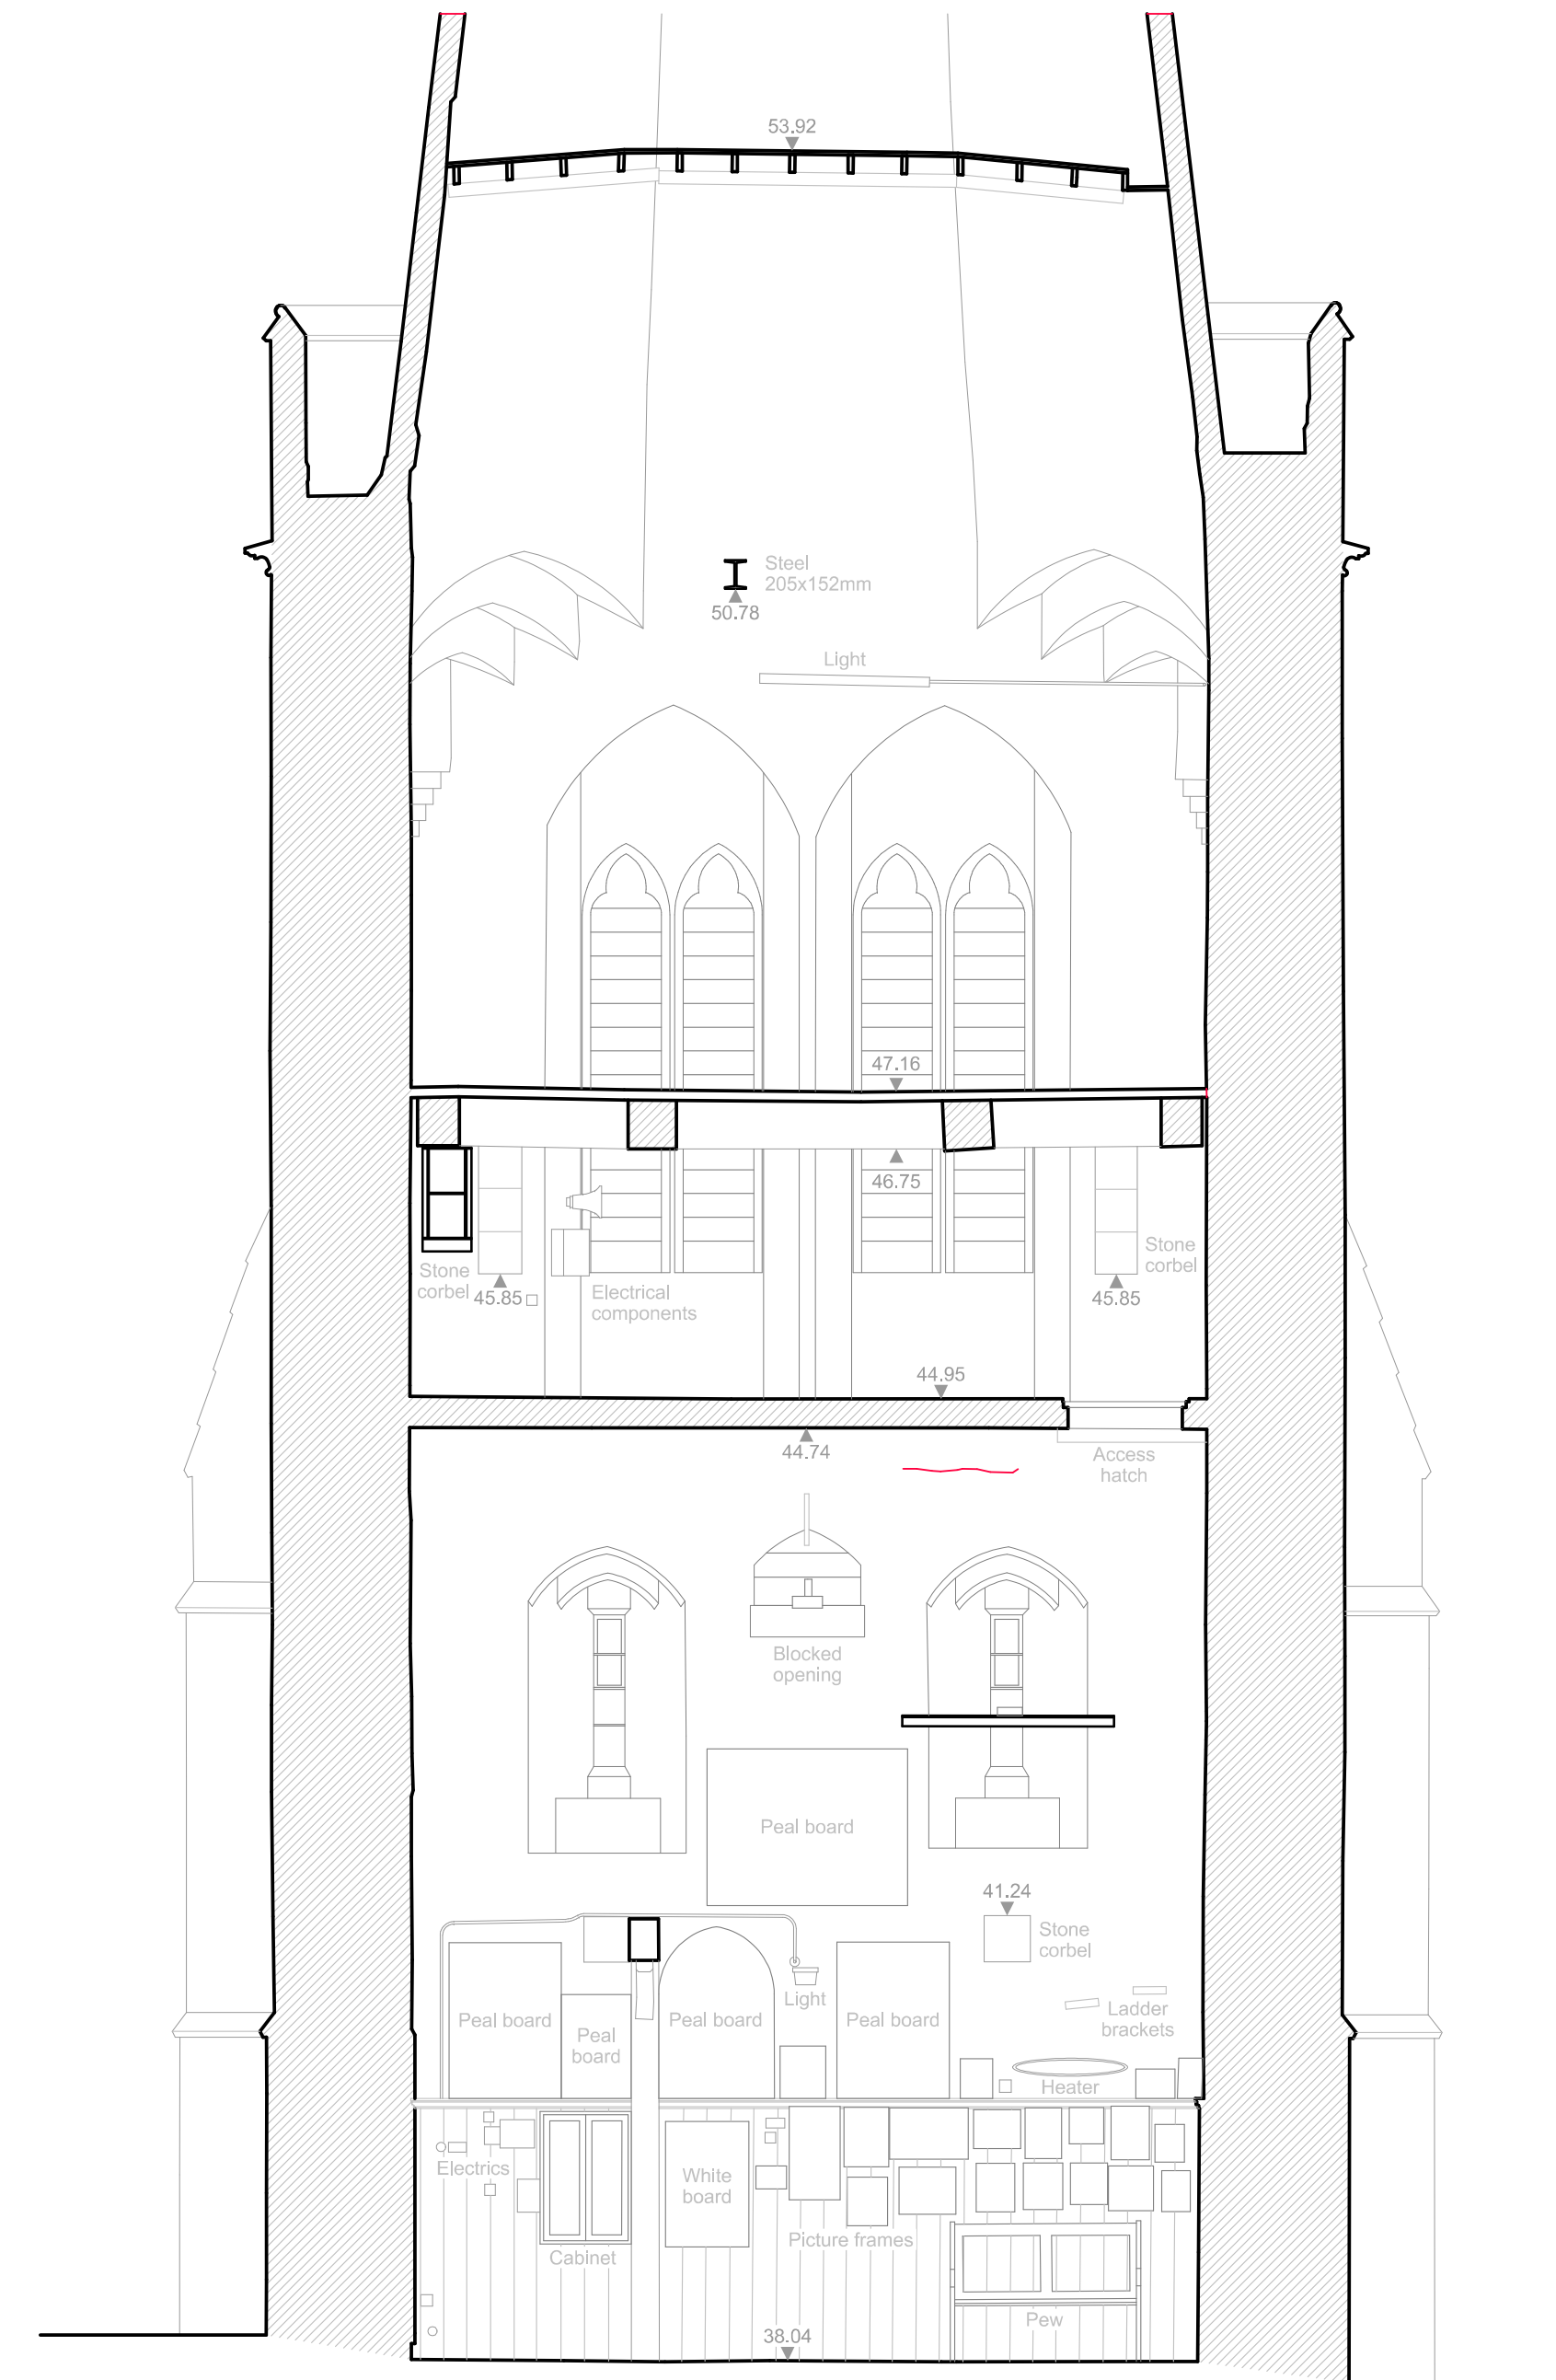 53.92
Steel
205x152mm
50.78
Light
47.16
46.75
Stone
corbel
45.85
Electrical
components
Stone
corbel
45.85
44.95
44.74
Access
hatch
Blocked
opening
Peal board
41.24
Stone
corbel
Peal board
Peal
board
Peal board
Light
Peal board
Ladder
brackets
Heater
Electrics
White
board
Picture frames
Cabinet
Pew
38.04